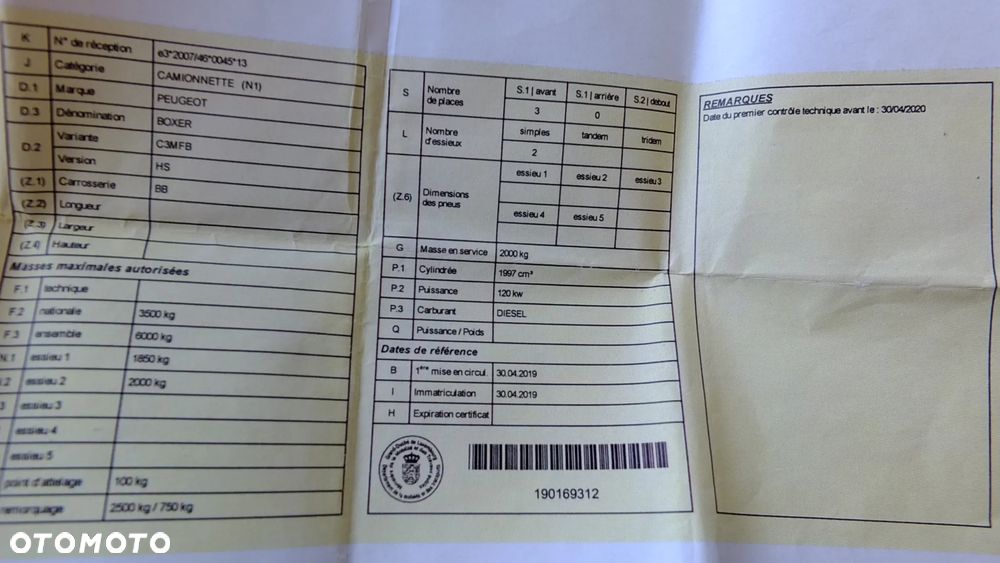 K N° de réception e3*2007/46*0045*13
J Catégorie CAMIONNETTE (N1)
D.1 Marque PEUGEOT
D.3 Dénomination BOXER
D.2 Variante C3MFB
Version HS
(Z.1) Carrosserie BB
(Z.2) Longueur
(Z.3) Largeur
(Z.4) Hauteur
Masses maximales autorisées
F.1 technique
F.2 nationale 3500 kg
F.3 ensemble 6000 kg
N.1 essieu 1 1850 kg
.2 essieu 2 2000 kg
3 essieu 3
essieu 4
essieu 5
point d'attelage 100 kg
remorquage 2500 kg / 750 kg
S Nombre de places S.1 | avant S.1 | arrière S.2 | debout
3 0
L Nombre d'essieux simples tandem tridem
2
(Z.6) Dimensions des pneus essieu 1 essieu 2 essieu 3
essieu 4 essieu 5
G Masse en service 2000 kg
P.1 Cylindrée 1997 cm³
P.2 Puissance 120 kw
P.3 Carburant DIESEL
Q Puissance / Poids
Dates de référence
B 1ère mise en circul. 30.04.2019
I Immatriculation 30.04.2019
H Expiration certificat
Grand-Duché de Luxembourg
190169312
REMARQUES
Date du premier contrôle technique avant le : 30/04/2020
OTOMOTO